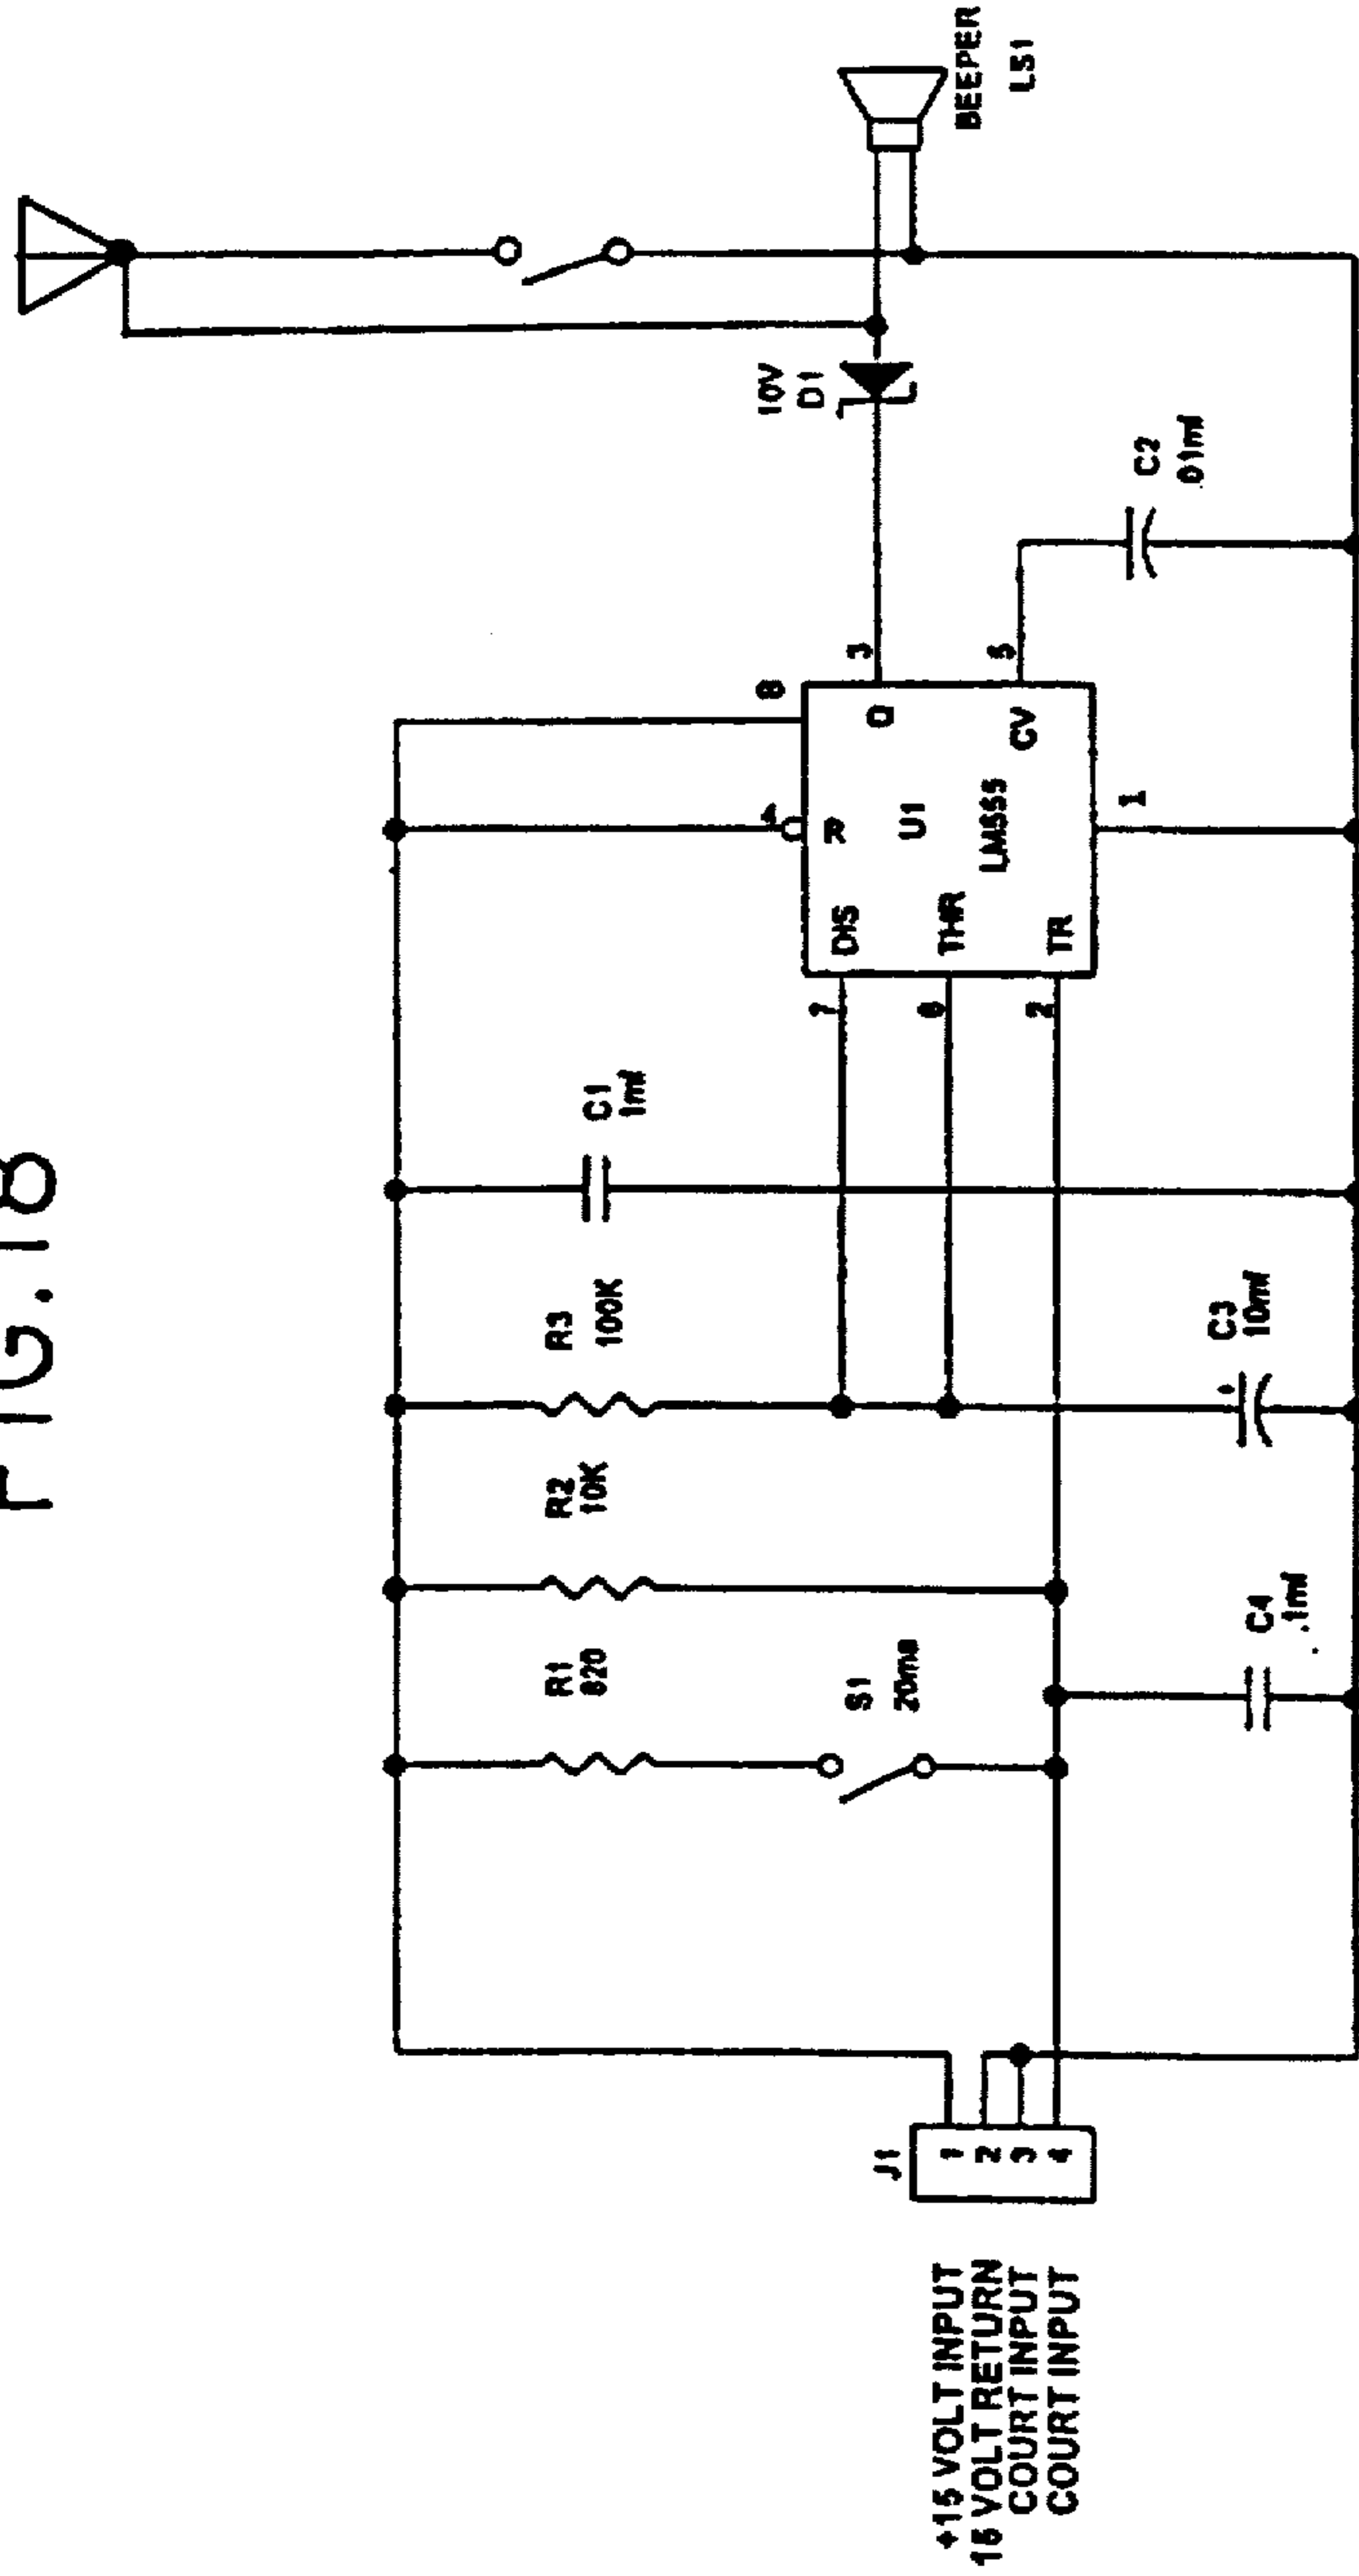 FIG.18
BEEPER
LS1
10V
D1
C2
.01mf
8
3
5
4
R
Q
U1
CV
LM555
1
DIS
THR
TR
7
6
2
C1
1mf
R3
100K
C3
10mf
R2
10K
R1
820
S1
20ma
C4
.1mf
J1
1
2
3
4
+15 VOLT INPUT
15 VOLT RETURN
COURT INPUT
COURT INPUT